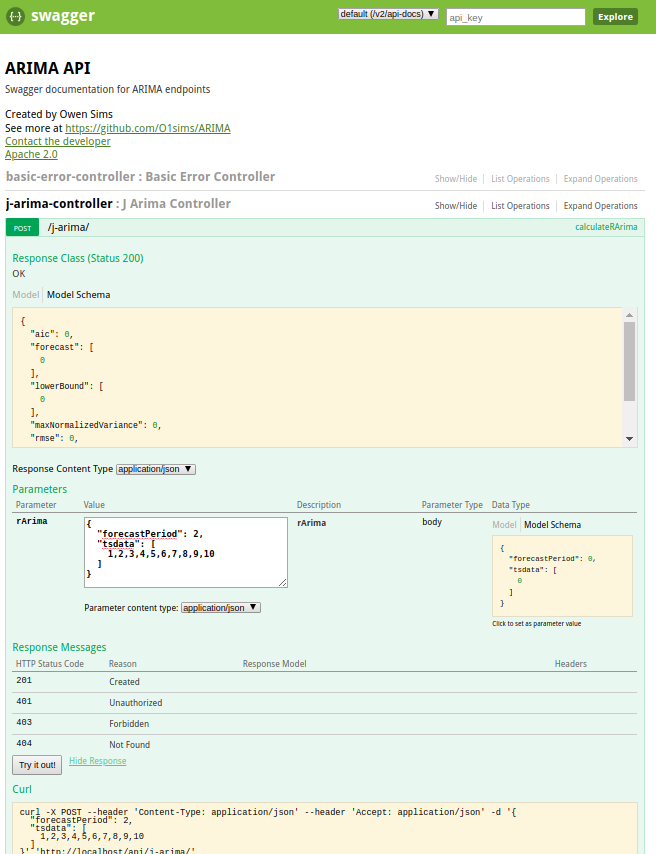 {··} swagger default (/v2/api-docs) ▼ api_key Explore
ARIMA API
Swagger documentation for ARIMA endpoints
Created by Owen Sims
See more at https://github.com/O1sims/ARIMA
Contact the developer
Apache 2.0
basic-error-controller : Basic Error Controller Show/Hide List Operations Expand Operations
j-arima-controller : J Arima Controller Show/Hide List Operations Expand Operations
POST /j-arima/ calculateRArima
Response Class (Status 200)
OK
Model Model Schema
{
"aic": 0,
"forecast": [
0
],
"lowerBound": [
0
],
"maxNormalizedVariance": 0,
"rmse": 0,
Response Content Type application/json ▼
Parameters
Parameter Value Description Parameter Type Data Type
rArima { rArima body Model Model Schema
"forecastPeriod": 2,
"tsdata": [
1,2,3,4,5,6,7,8,9,10
]
}
{
"forecastPeriod": 0,
"tsdata": [
0
]
}
Parameter content type: application/json ▼
Click to set as parameter value
Response Messages
HTTP Status Code Reason Response Model Headers
201 Created
401 Unauthorized
403 Forbidden
404 Not Found
Try it out! Hide Response
Curl
curl -X POST --header 'Content-Type: application/json' --header 'Accept: application/json' -d '{
"forecastPeriod": 2,
"tsdata": [
1,2,3,4,5,6,7,8,9,10
]
}' 'http://localhost/api/j-arima/'